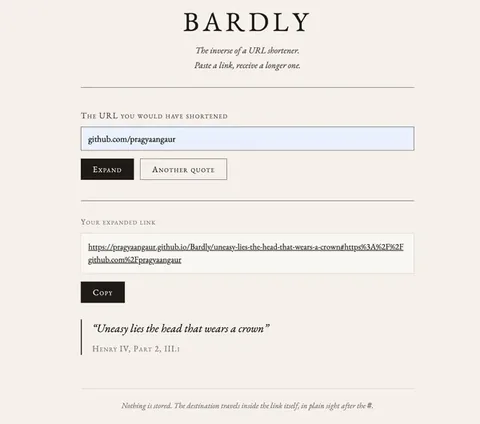 BARDLY
The inverse of a URL shortener.
Paste a link, receive a longer one.
The URL you would have shortened
github.com/pragyaangaur
Expand
Another quote
Your expanded link
https://pragyaangaur.github.io/Bardly/uneasy-lies-the-head-that-wears-a-crown#https%3A%2F%2F
github.com%2Fpragyaangaur
Copy
“Uneasy lies the head that wears a crown”
Henry IV, Part 2, III.1
Nothing is stored. The destination travels inside the link itself, in plain sight after the #.